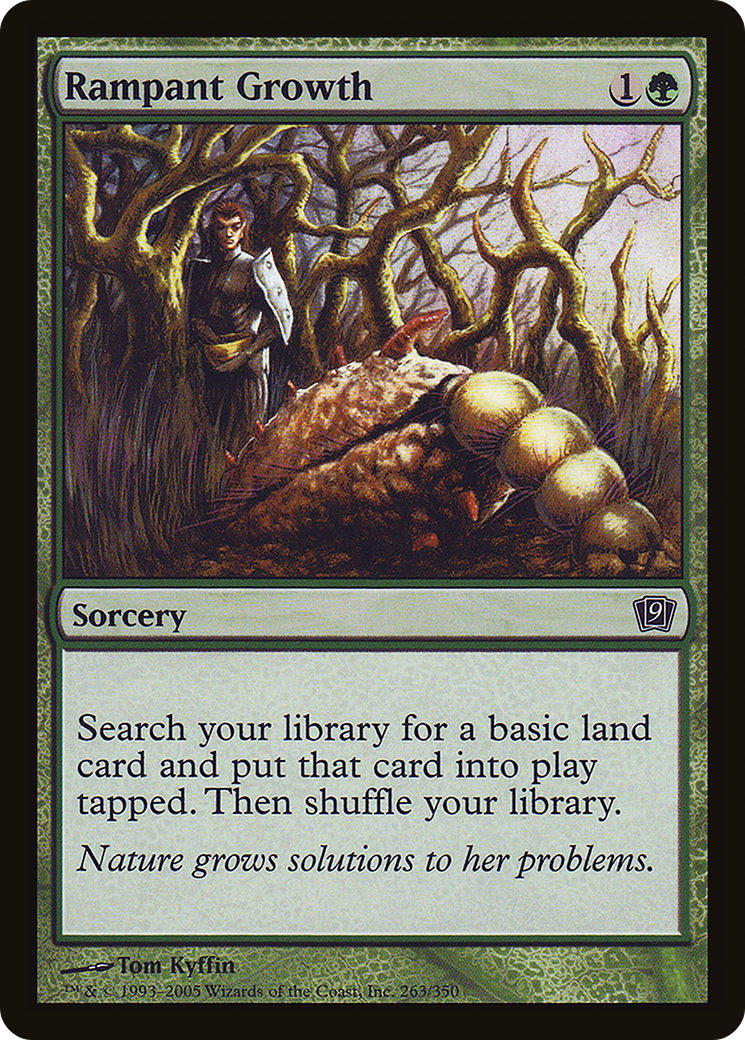 Rampant Growth 1
Sorcery 9
Search your library for a basic land
card and put that card into play
tapped. Then shuffle your library.
Nature grows solutions to her problems.
Tom Kyffin
™ & © 1993–2005 Wizards of the Coast, Inc. 263/350